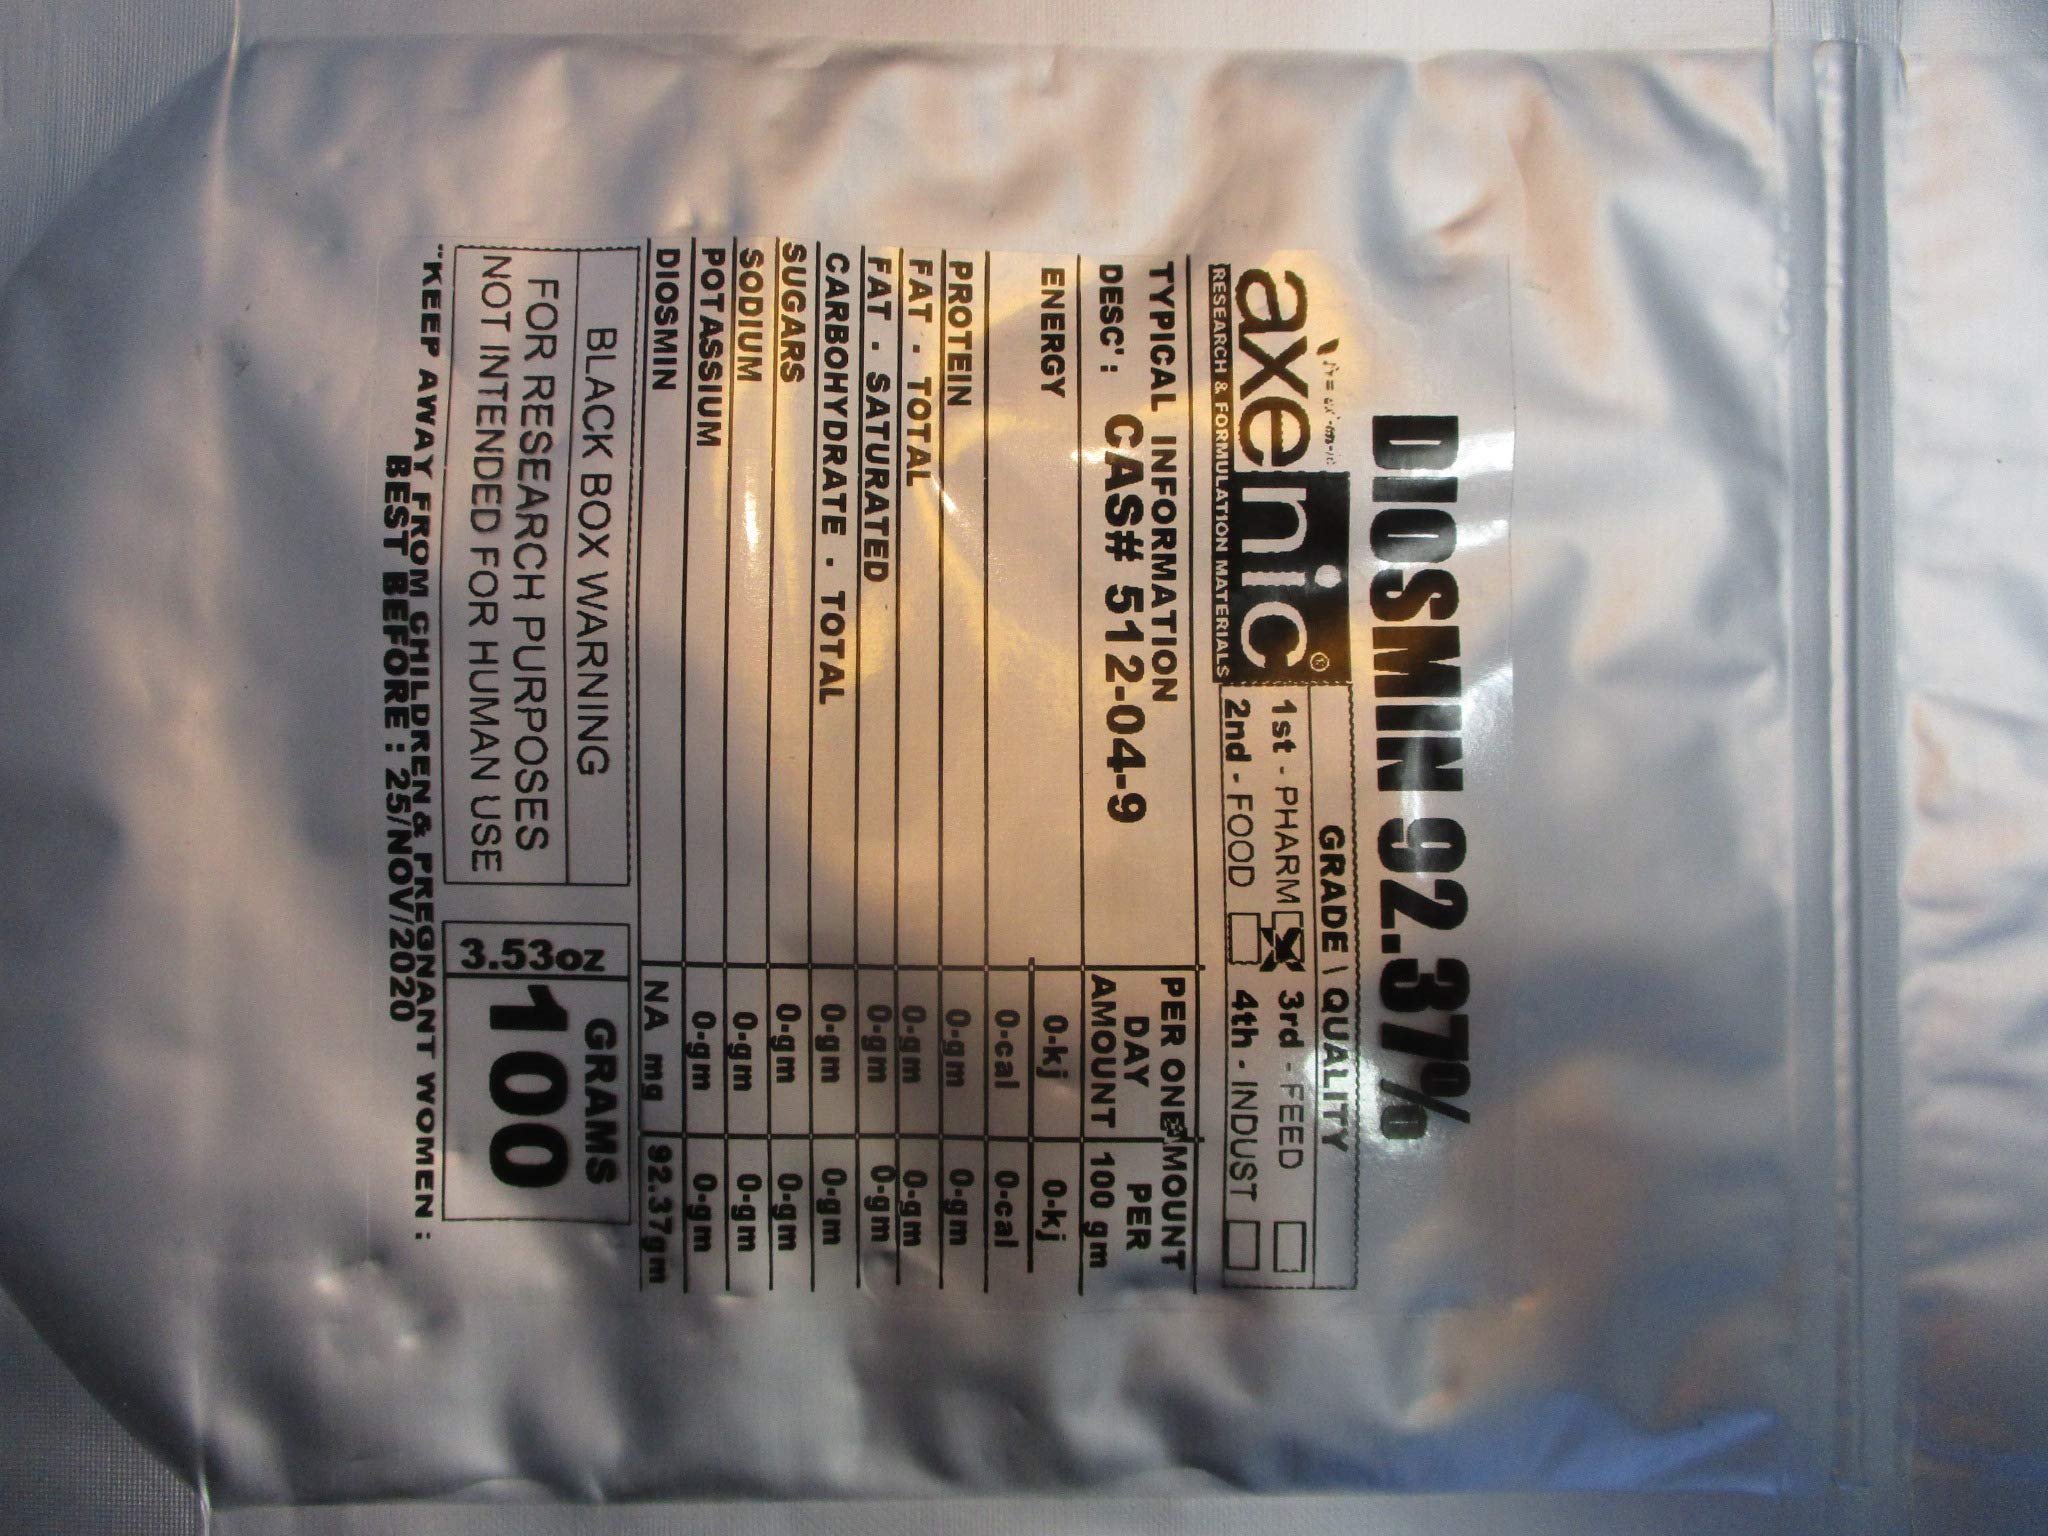 DIOSMIN 92.37%
axenic®
RESEARCH & FORMULATION MATERIALS
GRADE \ QUALITY
1st - PHARM 3rd - FEED
2nd - FOOD 4th - INDUST
TYPICAL INFORMATION PER ONE DAY AMOUNT AMOUNT PER 100 gm
DESC': CAS# 512-04-9
ENERGY 0-kj 0-kj
0-cal 0-cal
PROTEIN 0-gm 0-gm
FAT - TOTAL 0-gm 0-gm
FAT - SATURATED 0-gm 0-gm
CARBOHYDRATE - TOTAL 0-gm 0-gm
SUGARS 0-gm 0-gm
SODIUM 0-gm 0-gm
POTASSIUM 0-gm 0-gm
DIOSMIN NA mg 92.37gm
BLACK BOX WARNING
FOR RESEARCH PURPOSES
NOT INTENDED FOR HUMAN USE
3.53oz
GRAMS
100
"KEEP AWAY FROM CHILDREN & PREGNANT WOMEN :
BEST BEFORE : 25/NOV/2020